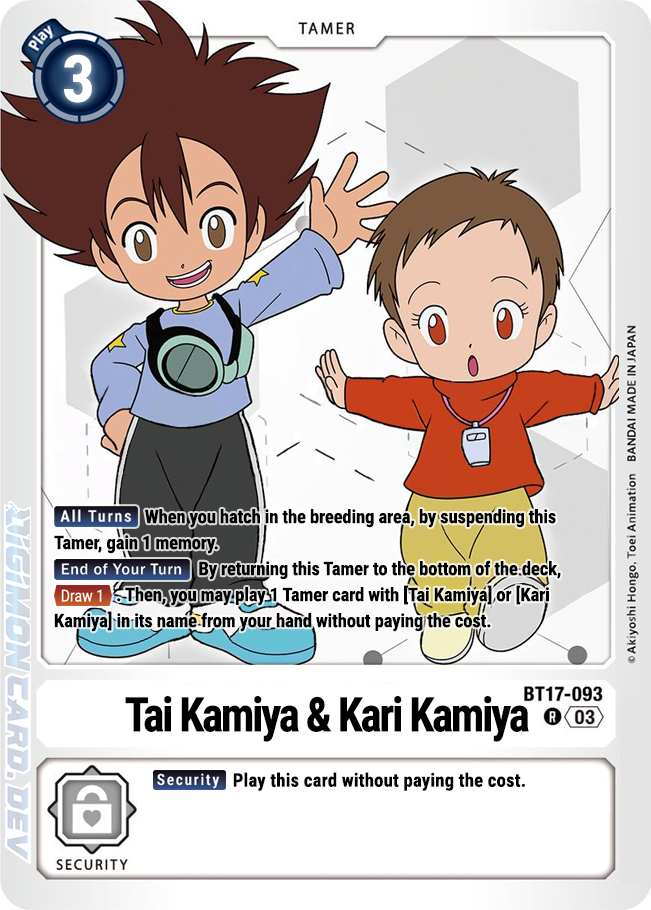 TAMER
Play
3
All Turns When you hatch in the breeding area, by suspending this
Tamer, gain 1 memory.
End of Your Turn By returning this Tamer to the bottom of the deck,
Draw 1 . Then, you may play 1 Tamer card with [Tai Kamiya] or [Kari
Kamiya] in its name from your hand without paying the cost.
© Akiyoshi Hongo, Toei Animation BANDAI MADE IN JAPAN
DIGIMONCARD.DEV
BT17-093
Tai Kamiya & Kari Kamiya
R 03
Security Play this card without paying the cost.
SECURITY